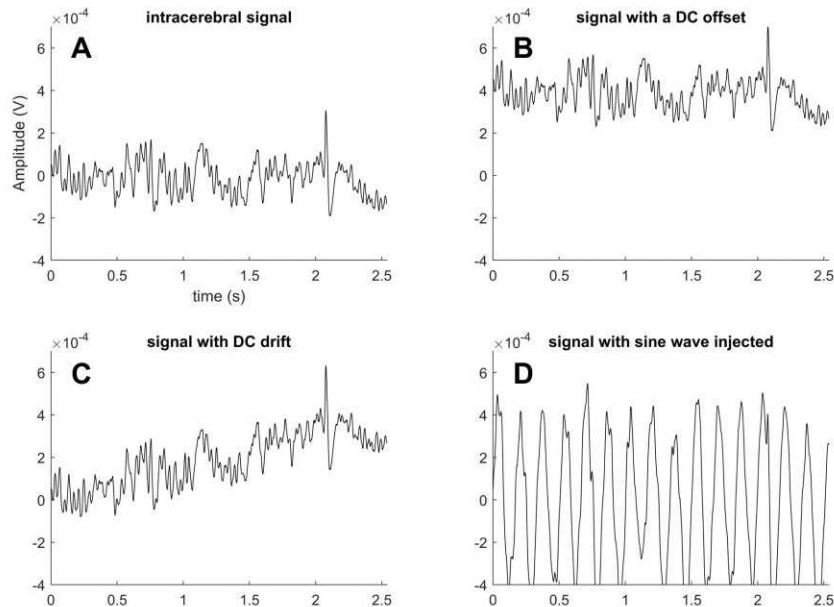 ×10⁻⁴ intracerebral signal
A
6
4
2
0
-2
-4
Amplitude (V)
0 0.5 1 1.5 2 2.5
time (s)
×10⁻⁴ signal with a DC offset
B
6
4
2
0
-2
-4
0 0.5 1 1.5 2 2.5
×10⁻⁴ signal with DC drift
C
6
4
2
0
-2
-4
0 0.5 1 1.5 2 2.5
×10⁻⁴ signal with sine wave injected
D
6
4
2
0
-2
-4
0 0.5 1 1.5 2 2.5